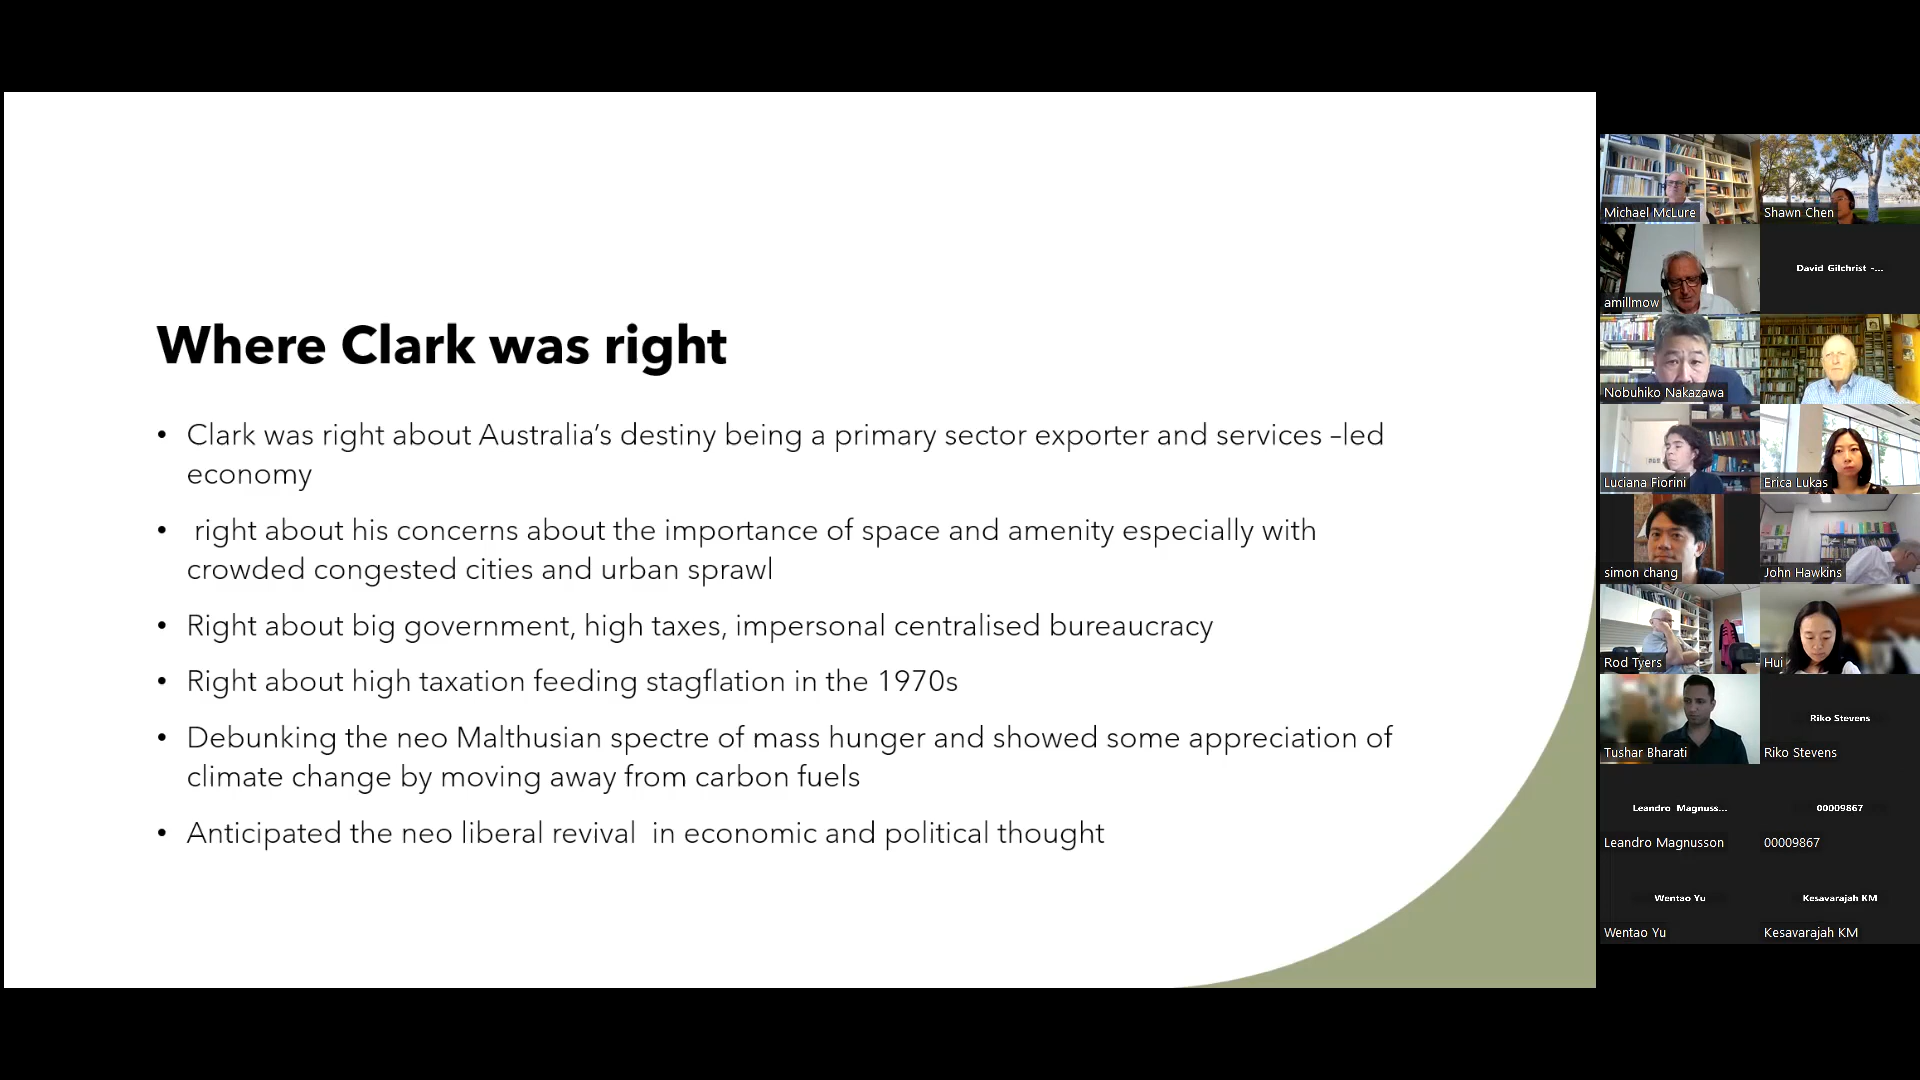 Where Clark was right
• Clark was right about Australia's destiny being a primary sector exporter and services –led
economy
• right about his concerns about the importance of space and amenity especially with
crowded congested cities and urban sprawl
• Right about big government, high taxes, impersonal centralised bureaucracy
• Right about high taxation feeding stagflation in the 1970s
• Debunking the neo Malthusian spectre of mass hunger and showed some appreciation of
climate change by moving away from carbon fuels
• Anticipated the neo liberal revival in economic and political thought
Michael McLure
Shawn Chen
amillmow
David Gilchrist -...
Nobuhiko Nakazawa
Luciana Fiorini
Erica Lukas
simon chang
John Hawkins
Rod Tyers
Hui
Tushar Bharati
Riko Stevens
Riko Stevens
Leandro Magnuss...
Leandro Magnusson
00009867
00009867
Wentao Yu
Wentao Yu
Kesavarajah KM
Kesavarajah KM